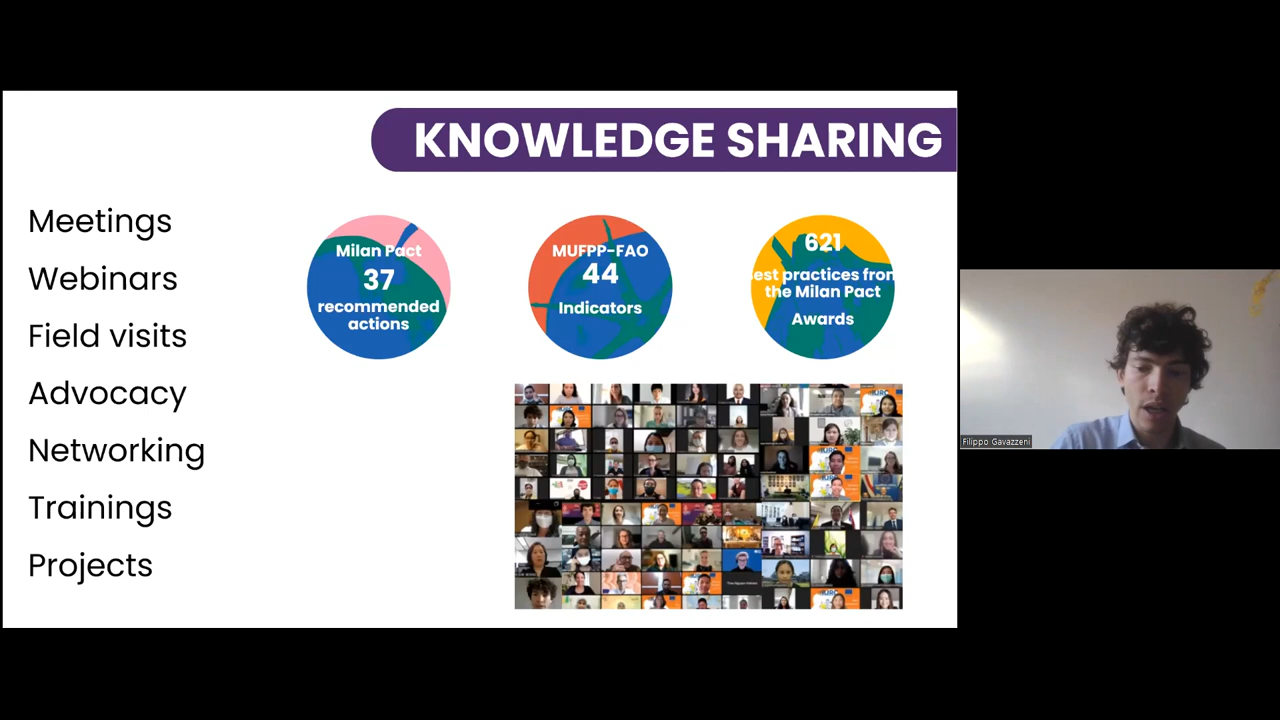 KNOWLEDGE SHARING
Meetings
Webinars
Field visits
Advocacy
Networking
Trainings
Projects
Milan Pact
37
recommended
actions
MUFPP-FAO
44
Indicators
621
est practices from
the Milan Pact
Awards
Filippo Gavazzeni